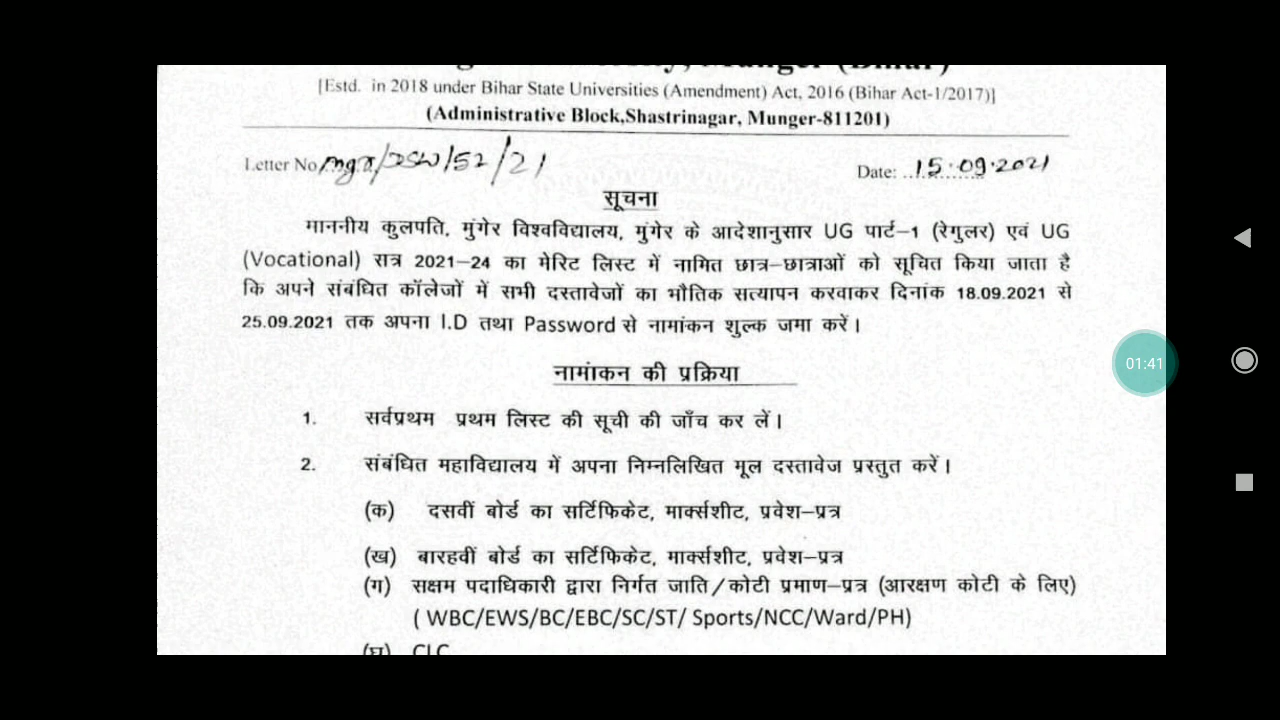 Munger (Bihar)
[Estd. in 2018 under Bihar State Universities (Amendment) Act, 2016 (Bihar Act-1/2017)]
(Administrative Block,Shastrinagar, Munger-811201)
Letter No. /DSW/52/21 Date: 15.09.2021
सूचना
माननीय कुलपति, मुंगेर विश्वविद्यालय, मुंगेर के आदेशानुसार UG पार्ट-1 (रेगुलर) एवं UG
(Vocational) सत्र 2021-24 का मेरिट लिस्ट में नामित छात्र-छात्राओं को सूचित किया जाता है
कि अपने संबंधित कॉलेजों में सभी दस्तावेजों का भौतिक सत्यापन करवाकर दिनांक 18.09.2021 से
25.09.2021 तक अपना I.D तथा Password से नामांकन शुल्क जमा करें।
नामांकन की प्रक्रिया
1. सर्वप्रथम प्रथम लिस्ट की सूची की जाँच कर लें।
01:41
2. संबंधित महाविद्यालय में अपना निम्नलिखित मूल दस्तावेज प्रस्तुत करें।
(क) दसवीं बोर्ड का सर्टिफिकेट, मार्क्सशीट, प्रवेश-प्रत्र
(ख) बारहवीं बोर्ड का सर्टिफिकेट, मार्क्सशीट, प्रवेश-प्रत्र
(ग) सक्षम पदाधिकारी द्वारा निर्गत जाति/कोटी प्रमाण-प्रत्र (आरक्षण कोटी के लिए)
( WBC/EWS/BC/EBC/SC/ST/ Sports/NCC/Ward/PH)
(घ) CLC